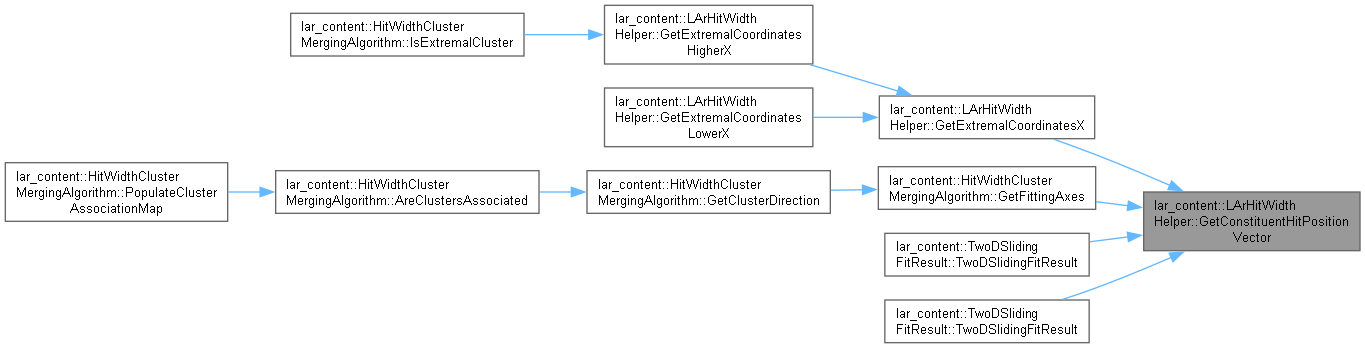 lar_content::HitWidthCluster
MergingAlgorithm::IsExtremalCluster
lar_content::LArHitWidth
Helper::GetExtremalCoordinates
HigherX
lar_content::LArHitWidth
Helper::GetExtremalCoordinates
LowerX
lar_content::LArHitWidth
Helper::GetExtremalCoordinatesX
lar_content::HitWidthCluster
MergingAlgorithm::PopulateCluster
AssociationMap
lar_content::HitWidthCluster
MergingAlgorithm::AreClustersAssociated
lar_content::HitWidthCluster
MergingAlgorithm::GetClusterDirection
lar_content::HitWidthCluster
MergingAlgorithm::GetFittingAxes
lar_content::LArHitWidth
Helper::GetConstituentHitPosition
Vector
lar_content::TwoDSliding
FitResult::TwoDSlidingFitResult
lar_content::TwoDSliding
FitResult::TwoDSlidingFitResult